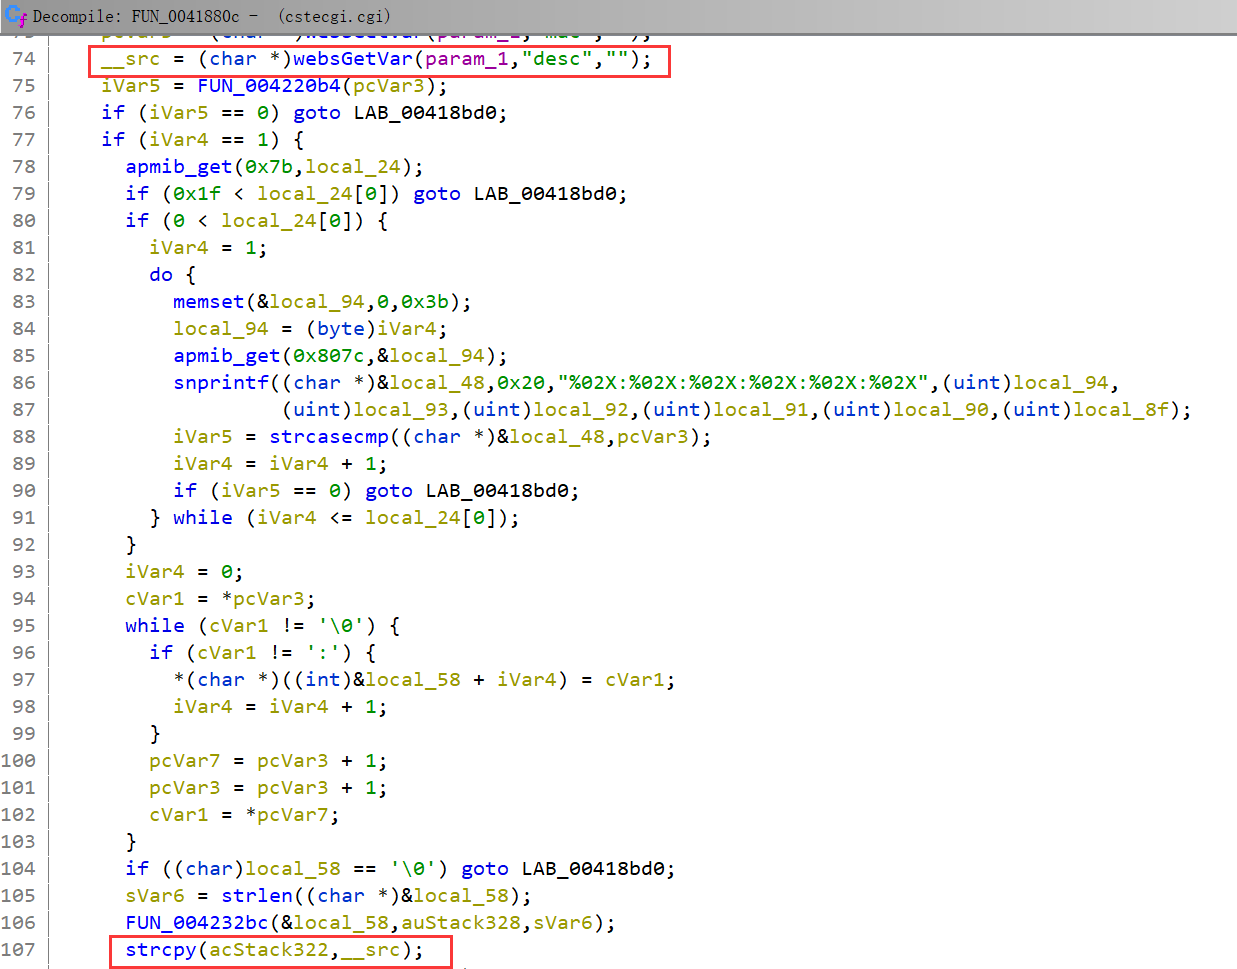 Decompile: FUN_0041880c - (cstecgi.cgi)
74 __src = (char *)websGetVar(param_1,"desc","");
75 iVar5 = FUN_004220b4(pcVar3);
76 if (iVar5 == 0) goto LAB_00418bd0;
77 if (iVar4 == 1) {
78 apmib_get(0x7b,local_24);
79 if (0x1f < local_24[0]) goto LAB_00418bd0;
80 if (0 < local_24[0]) {
81 iVar4 = 1;
82 do {
83 memset(&local_94,0,0x3b);
84 local_94 = (byte)iVar4;
85 apmib_get(0x807c,&local_94);
86 snprintf((char *)&local_48,0x20,"%02X:%02X:%02X:%02X:%02X:%02X",(uint)local_94,
87 (uint)local_93,(uint)local_92,(uint)local_91,(uint)local_90,(uint)local_8f);
88 iVar5 = strcasecmp((char *)&local_48,pcVar3);
89 iVar4 = iVar4 + 1;
90 if (iVar5 == 0) goto LAB_00418bd0;
91 } while (iVar4 <= local_24[0]);
92 }
93 iVar4 = 0;
94 cVar1 = *pcVar3;
95 while (cVar1 != '\0') {
96 if (cVar1 != ':') {
97 *(char *)((int)&local_58 + iVar4) = cVar1;
98 iVar4 = iVar4 + 1;
99 }
100 pcVar7 = pcVar3 + 1;
101 pcVar3 = pcVar3 + 1;
102 cVar1 = *pcVar7;
103 }
104 if ((char)local_58 == '\0') goto LAB_00418bd0;
105 sVar6 = strlen((char *)&local_58);
106 FUN_004232bc(&local_58,auStack328,sVar6);
107 strcpy(acStack322,__src);